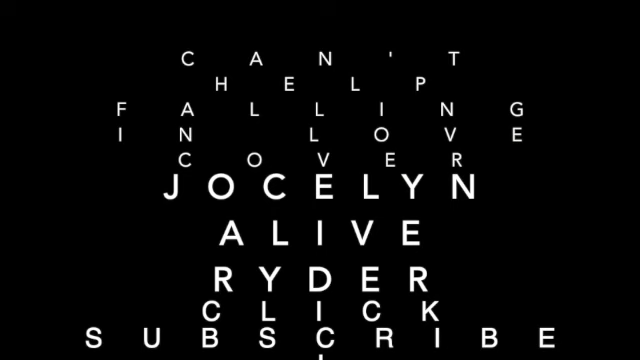 CAN'T
HELP
FALLING
IN LOVE
COVER
JOCELYN
ALIVE
RYDER
CLICK
SUBSCRIBE